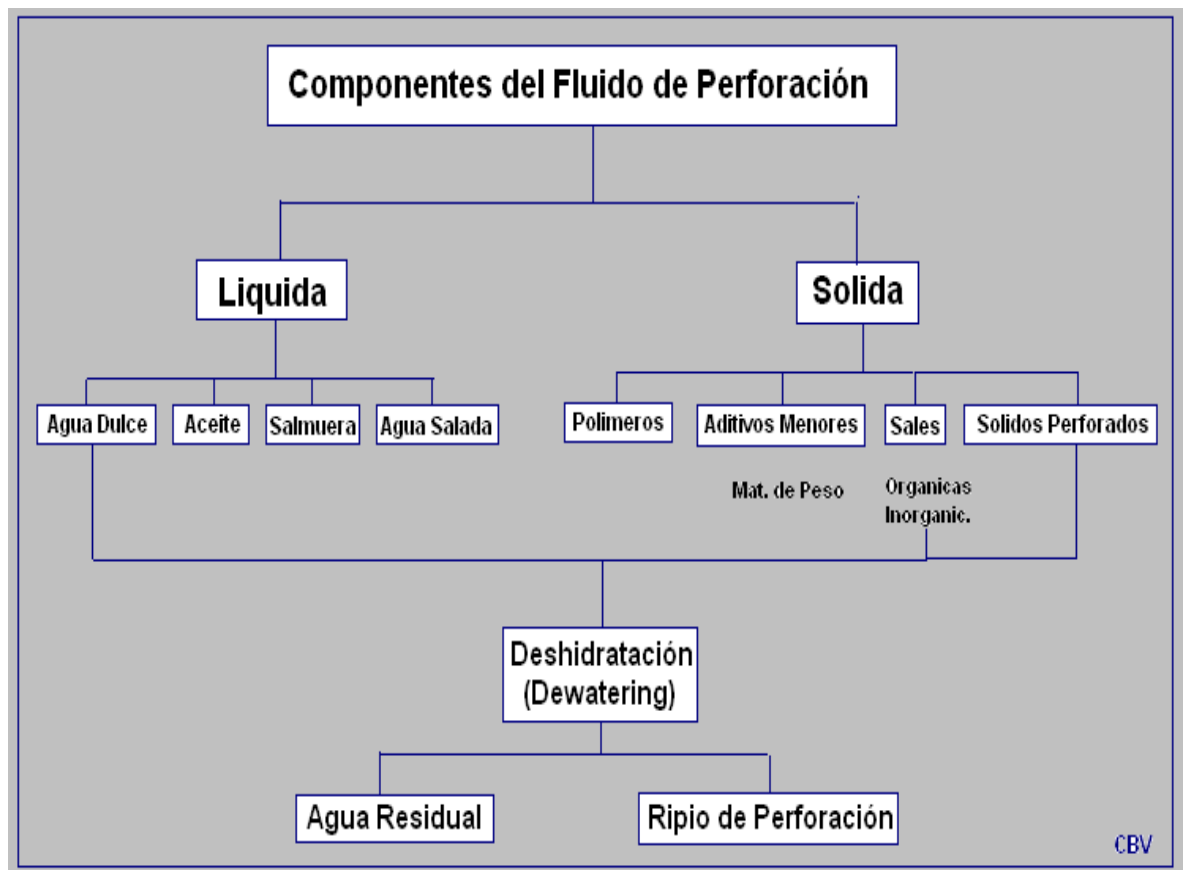 Componentes del Fluido de Perforación
Liquida
Solida
Agua Dulce
Aceite
Salmuera
Agua Salada
Polimeros
Aditivos Menores
Sales
Solidos Perforados
Mat. de Peso
Organicas
Inorganic.
Deshidratación
(Dewatering)
Agua Residual
Ripio de Perforación
CBV